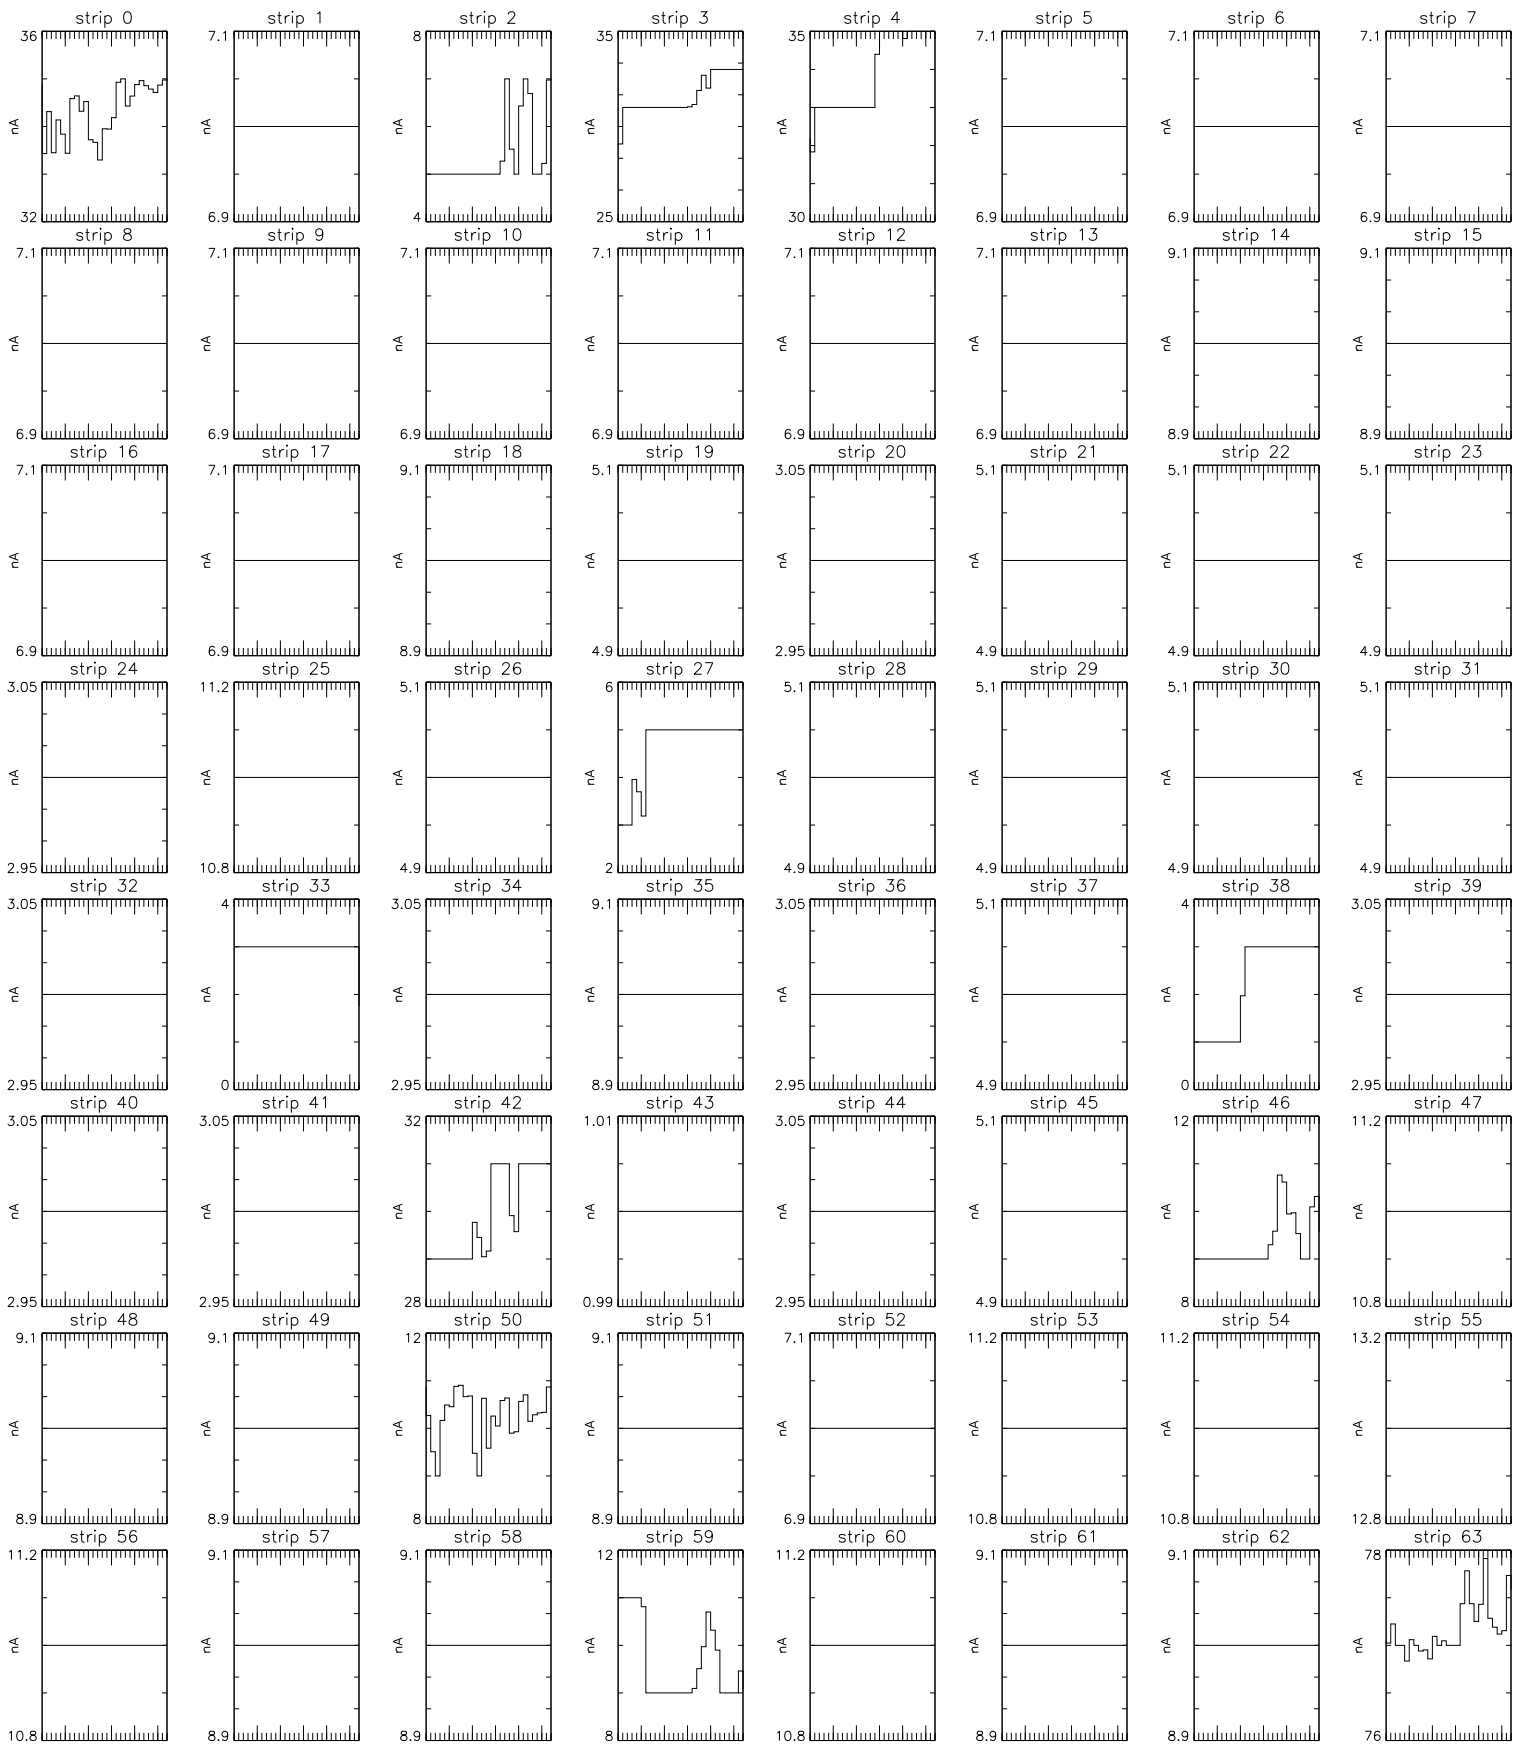 strip 0 strip 1 strip 2 strip 3 strip 4 strip 5 strip 6 strip 7
36 7.1 8 35 35 7.1 7.1 7.1
nA nA nA nA nA nA nA nA
32 6.9 4 25 30 6.9 6.9 6.9
strip 8 strip 9 strip 10 strip 11 strip 12 strip 13 strip 14 strip 15
7.1 7.1 7.1 7.1 7.1 7.1 9.1 9.1
nA nA nA nA nA nA nA nA
6.9 6.9 6.9 6.9 6.9 6.9 8.9 8.9
strip 16 strip 17 strip 18 strip 19 strip 20 strip 21 strip 22 strip 23
7.1 7.1 9.1 5.1 3.05 5.1 5.1 5.1
nA nA nA nA nA nA nA nA
6.9 6.9 8.9 4.9 2.95 4.9 4.9 4.9
strip 24 strip 25 strip 26 strip 27 strip 28 strip 29 strip 30 strip 31
3.05 11.2 5.1 6 5.1 5.1 5.1 5.1
nA nA nA nA nA nA nA nA
2.95 10.8 4.9 2 4.9 4.9 4.9 4.9
strip 32 strip 33 strip 34 strip 35 strip 36 strip 37 strip 38 strip 39
3.05 4 3.05 9.1 3.05 5.1 4 3.05
nA nA nA nA nA nA nA nA
2.95 0 2.95 8.9 2.95 4.9 0 2.95
strip 40 strip 41 strip 42 strip 43 strip 44 strip 45 strip 46 strip 47
3.05 3.05 32 1.01 3.05 5.1 12 11.2
nA nA nA nA nA nA nA nA
2.95 2.95 28 0.99 2.95 4.9 8 10.8
strip 48 strip 49 strip 50 strip 51 strip 52 strip 53 strip 54 strip 55
9.1 9.1 12 9.1 7.1 11.2 11.2 13.2
nA nA nA nA nA nA nA nA
8.9 8.9 8 8.9 6.9 10.8 10.8 12.8
strip 56 strip 57 strip 58 strip 59 strip 60 strip 61 strip 62 strip 63
11.2 9.1 9.1 12 11.2 9.1 9.1 78
nA nA nA nA nA nA nA nA
10.8 8.9 8.9 8 10.8 8.9 8.9 76